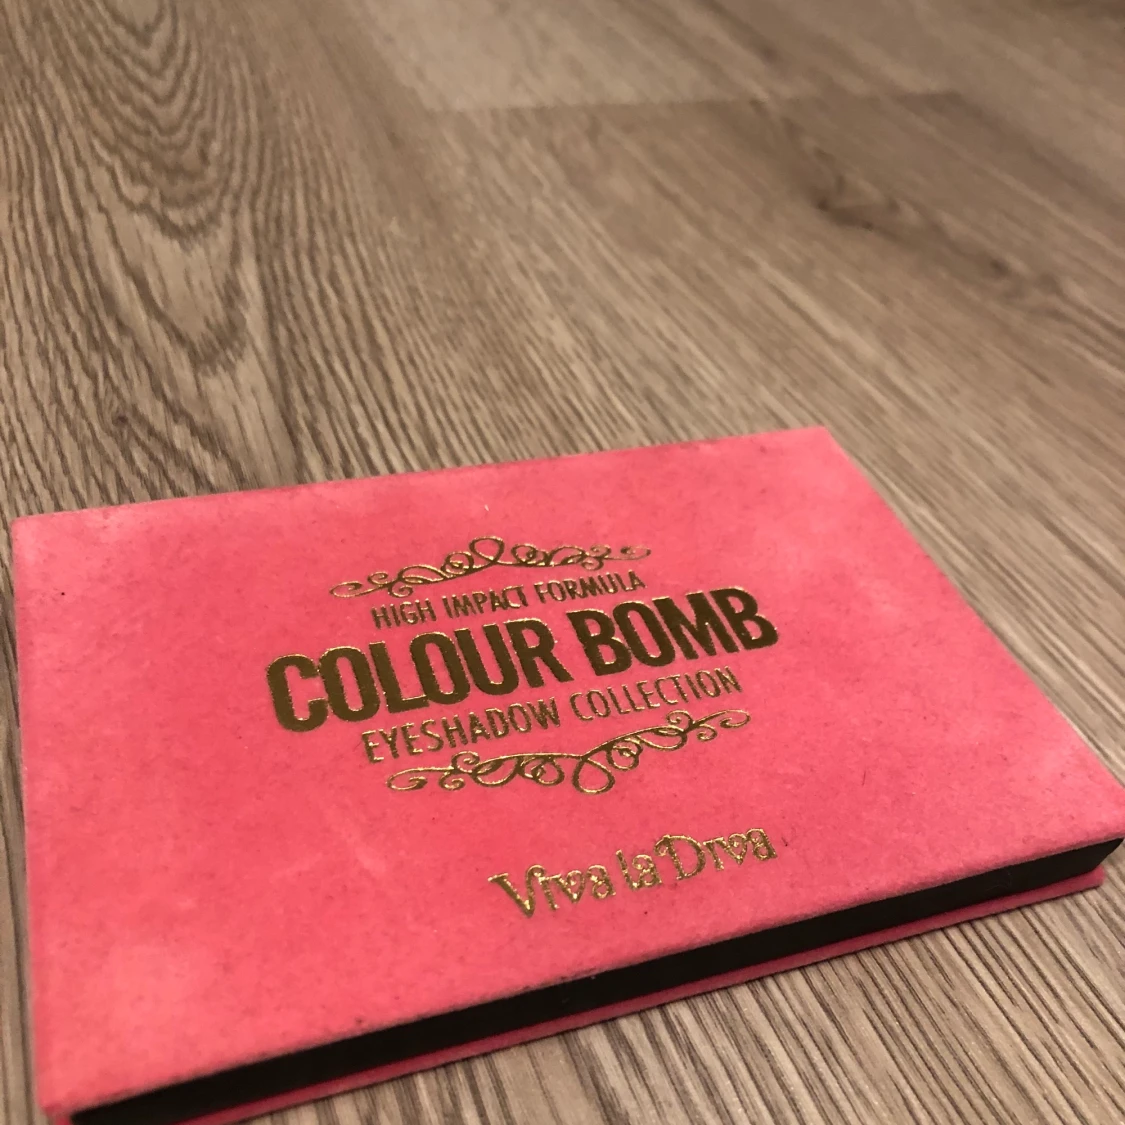 HIGH IMPACT FORMULA
COLOUR BOMB
EYESHADOW COLLECTION
Viva la Diva